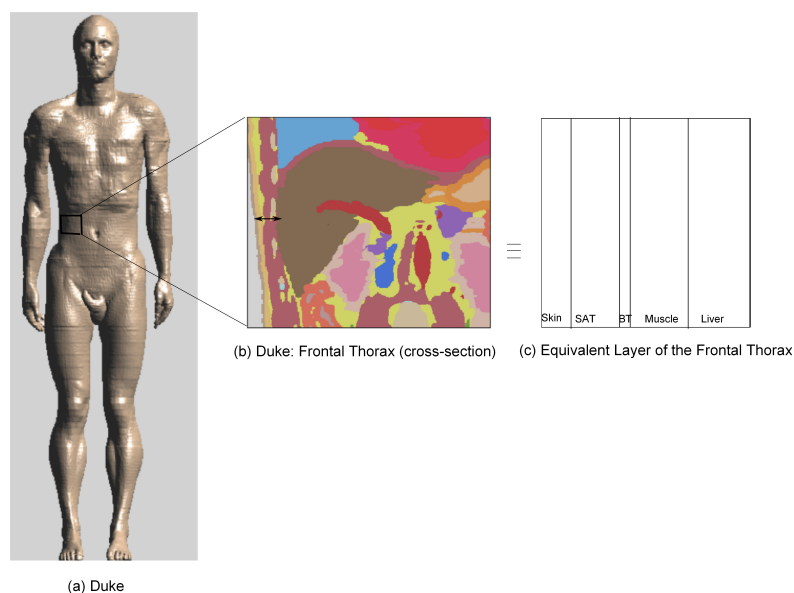 Skin SAT BT Muscle Liver
(b) Duke: Frontal Thorax (cross-section)
(c) Equivalent Layer of the Frontal Thorax
(a) Duke